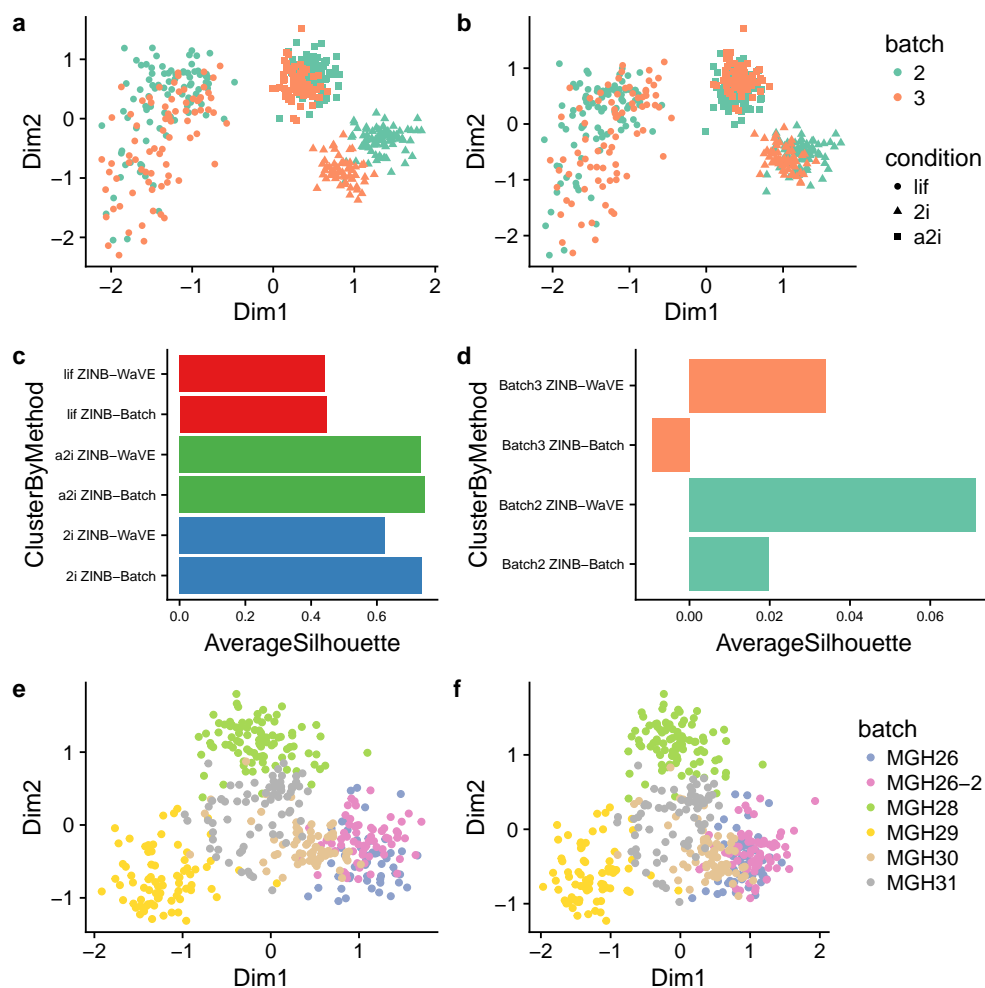 a
Dim2
1
0
−1
−2
−2
−1
0
1
2
Dim1
b
Dim2
1
0
−1
−2
−2
−1
0
1
Dim1
batch
2
3
condition
lif
2i
a2i
c
ClusterByMethod
lif ZINB−WaVE
lif ZINB−Batch
a2i ZINB−WaVE
a2i ZINB−Batch
2i ZINB−WaVE
2i ZINB−Batch
0.0
0.2
0.4
0.6
AverageSilhouette
d
ClusterByMethod
Batch3 ZINB−WaVE
Batch3 ZINB−Batch
Batch2 ZINB−WaVE
Batch2 ZINB−Batch
0.00
0.02
0.04
0.06
AverageSilhouette
e
Dim2
1
0
−1
−2
−1
0
1
Dim1
f
Dim2
1
0
−1
−2
−1
0
1
2
Dim1
batch
MGH26
MGH26−2
MGH28
MGH29
MGH30
MGH31